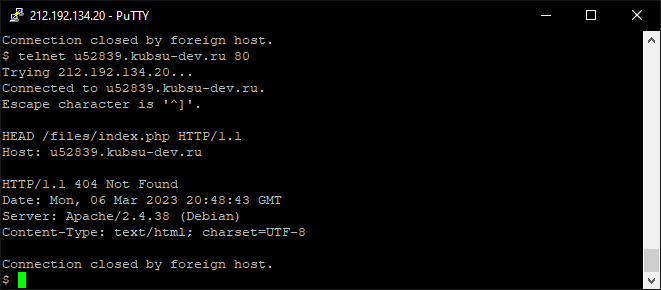 212.192.134.20 - PuTTY
Connection closed by foreign host.
$ telnet u52839.kubsu-dev.ru 80
Trying 212.192.134.20...
Connected to u52839.kubsu-dev.ru.
Escape character is '^]'.
HEAD /files/index.php HTTP/1.1
Host: u52839.kubsu-dev.ru
HTTP/1.1 404 Not Found
Date: Mon, 06 Mar 2023 20:48:43 GMT
Server: Apache/2.4.38 (Debian)
Content-Type: text/html; charset=UTF-8
Connection closed by foreign host.
$